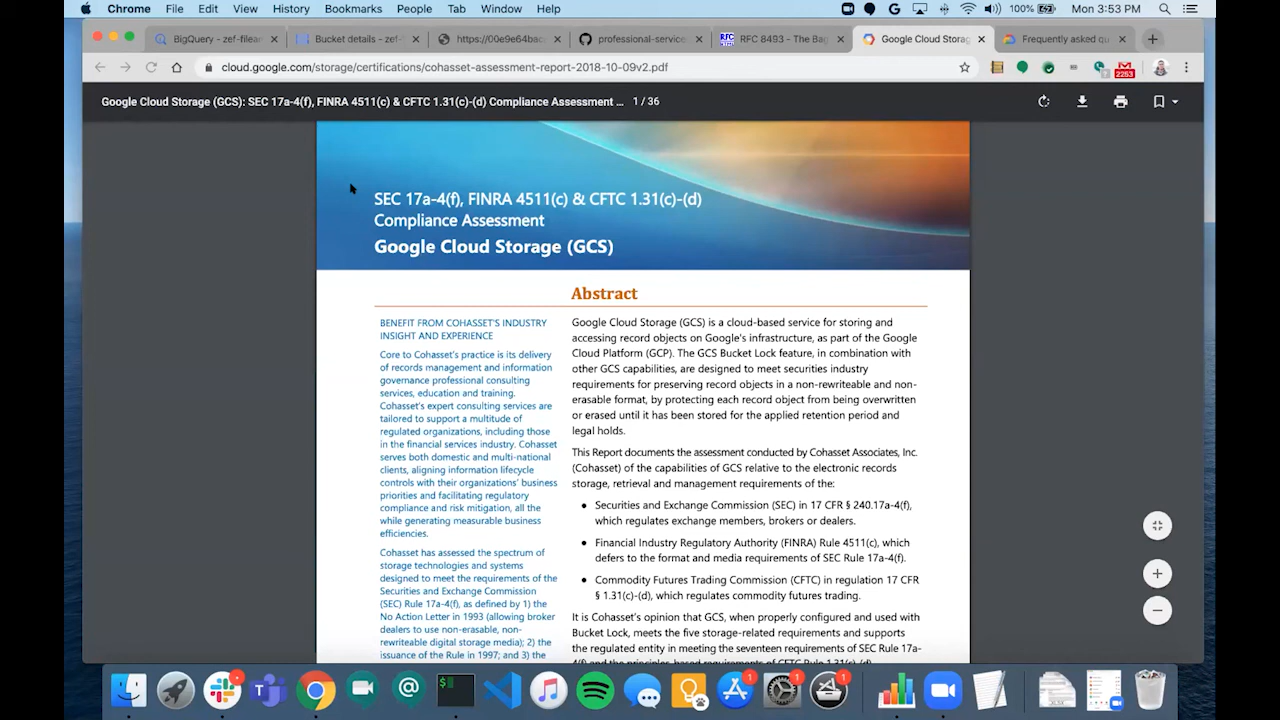 Chrome File Edit View History Bookmarks People Tab Window Help
100% Mon 3:53 PM
BigQuery - zef-filearc
Bucket details - zef-
https://00e9e64bac
professional-service
RFC 8493 - The Bag
Google Cloud Storag
Frequently asked qu
cloud.google.com/storage/certifications/cohasset-assessment-report-2018-10-09v2.pdf
2253
Google Cloud Storage (GCS): SEC 17a-4(f), FINRA 4511(c) & CFTC 1.31(c)-(d) Compliance Assessment ... 1 / 36
SEC 17a-4(f), FINRA 4511(c) & CFTC 1.31(c)-(d)
Compliance Assessment
Google Cloud Storage (GCS)
Abstract
BENEFIT FROM COHASSET'S INDUSTRY
INSIGHT AND EXPERIENCE
Core to Cohasset's practice is its delivery
of records management and information
governance professional consulting
services, education and training.
Cohasset's expert consulting services are
tailored to support a multitude of
regulated organizations, including those
in the financial services industry. Cohasset
serves both domestic and multi-national
clients, aligning information lifecycle
controls with their organizations' business
priorities and facilitating regulatory
compliance and risk mitigation, all the
while generating measurable business
efficiencies.
Cohasset has assessed the spectrum of
storage technologies and systems
designed to meet the requirements of the
Securities and Exchange Commission
(SEC) Rule 17a-4(f), as defined by 1) the
No Action Letter in 1993 (allowing broker
dealers to use non-erasable, non-
rewriteable digital storage media); 2) the
issuance of the Rule in 1997; and 3) the
Google Cloud Storage (GCS) is a cloud-based service for storing and
accessing record objects on Google's infrastructure, as part of the Google
Cloud Platform (GCP). The GCS Bucket Lock feature, in combination with
other GCS capabilities, are designed to meet securities industry
requirements for preserving record objects in a non-rewriteable and non-
erasable format, by protecting each record object from being overwritten
or erased until it has been stored for the applied retention period and
legal holds.
This report documents the assessment conducted by Cohasset Associates, Inc.
(Cohasset) of the capabilities of GCS relative to the electronic records
storage, retrieval and management requirements of the:
● Securities and Exchange Commission (SEC) in 17 CFR § 240.17a-4(f),
which regulates exchange members, brokers or dealers.
● Financial Industry Regulatory Authority (FINRA) Rule 4511(c), which
defers to the format and media requirements of SEC Rule 17a-4(f).
● Commodity Futures Trading Commission (CFTC) in regulation 17 CFR
§ 1.31(c)-(d), which regulates commodity futures trading.
It is Cohasset's opinion that GCS, when properly configured and used with
Bucket Lock, meets the five storage-related requirements and supports
SEC Rule 17a-